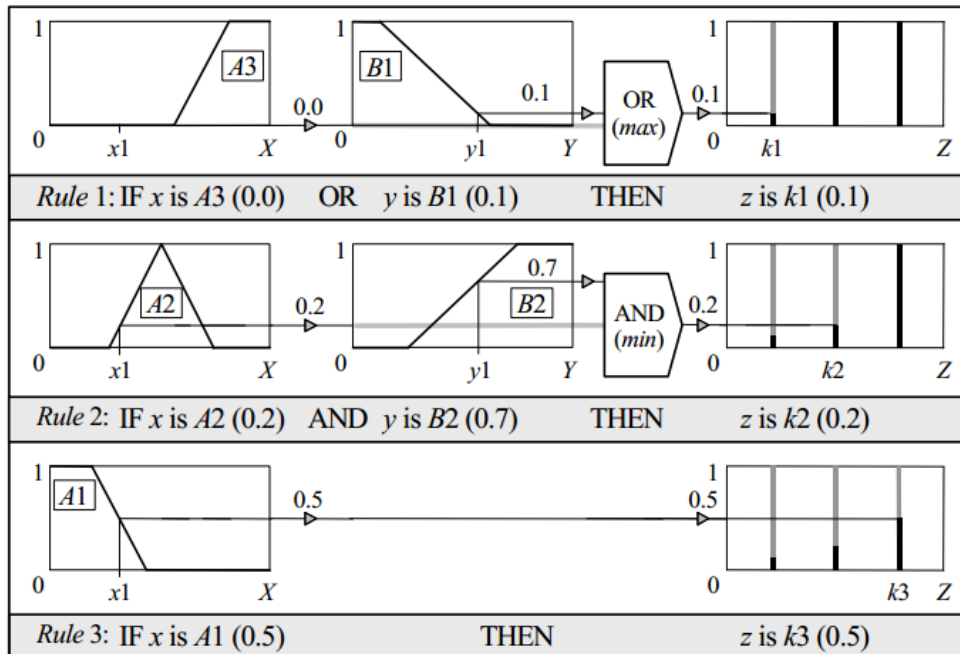 1 1 1
A3 B1
0.0 0.1 OR (max) 0.1
0 x1 X 0 y1 Y 0 k1 Z
Rule 1: IF x is A3 (0.0) OR y is B1 (0.1) THEN z is k1 (0.1)
1 1 1
A2 0.2 0.7 B2 AND (min) 0.2
0 x1 X 0 y1 Y 0 k2 Z
Rule 2: IF x is A2 (0.2) AND y is B2 (0.7) THEN z is k2 (0.2)
1 1
A1 0.5 0.5
0 x1 X 0 k3 Z
Rule 3: IF x is A1 (0.5) THEN z is k3 (0.5)